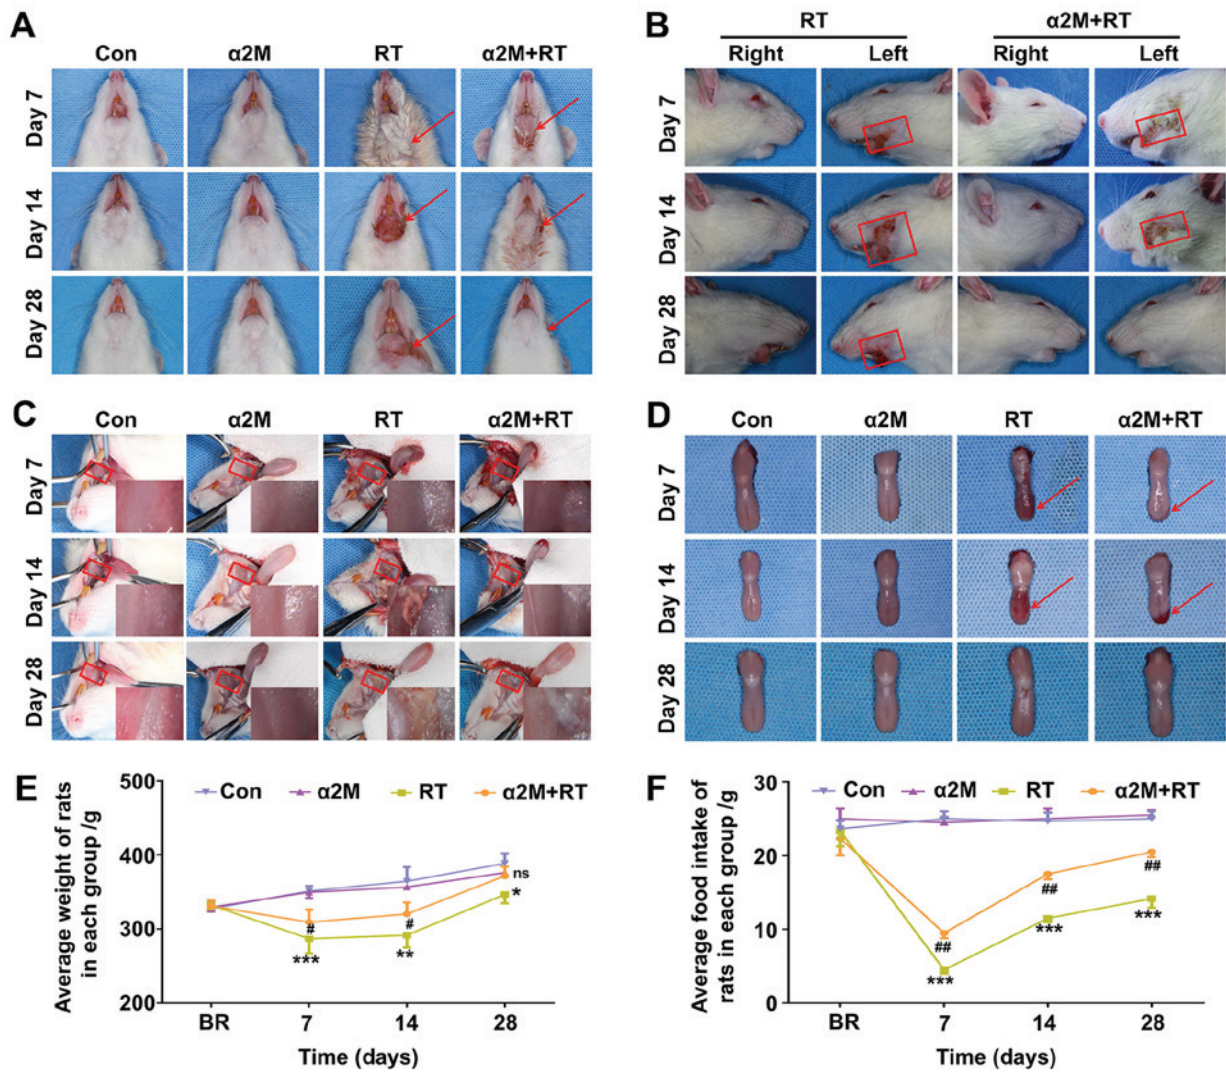 A
Con α2M RT α2M+RT
Day 7
Day 14
Day 28
B
RT α2M+RT
Right Left Right Left
Day 7
Day 14
Day 28
C
Con α2M RT α2M+RT
Day 7
Day 14
Day 28
D
Con α2M RT α2M+RT
Day 7
Day 14
Day 28
E
Con α2M RT α2M+RT
Average weight of rats
in each group /g
500
400
300
200
# # ns
*** ** *
BR 7 14 28
Time (days)
F
Con α2M RT α2M+RT
Average food intake of
rats in each group /g
30
20
10
0
## ## ##
*** *** ***
BR 7 14 28
Time (days)